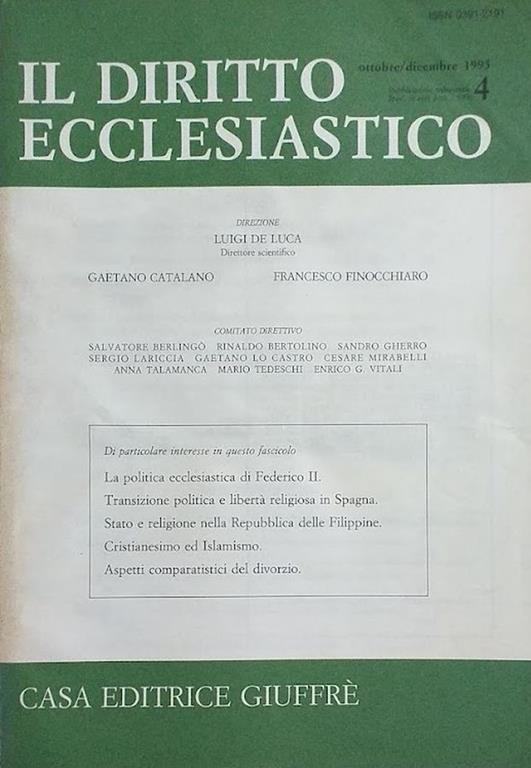 ISSN 0391-2191
ottobre/dicembre 1995
4
IL DIRITTO
ECCLESIASTICO
DIREZIONE
LUIGI DE LUCA
Direttore scientifico
GAETANO CATALANO FRANCESCO FINOCCHIARO
COMITATO DIRETTIVO
SALVATORE BERLINGÒ RINALDO BERTOLINO SANDRO GHERRO
SERGIO LARICCIA GAETANO LO CASTRO CESARE MIRABELLI
ANNA TALAMANCA MARIO TEDESCHI ENRICO G. VITALI
Di particolare interesse in questo fascicolo
La politica ecclesiastica di Federico II.
Transizione politica e libertà religiosa in Spagna.
Stato e religione nella Repubblica delle Filippine.
Cristianesimo ed Islamismo.
Aspetti comparatistici del divorzio.
CASA EDITRICE GIUFFRÈ